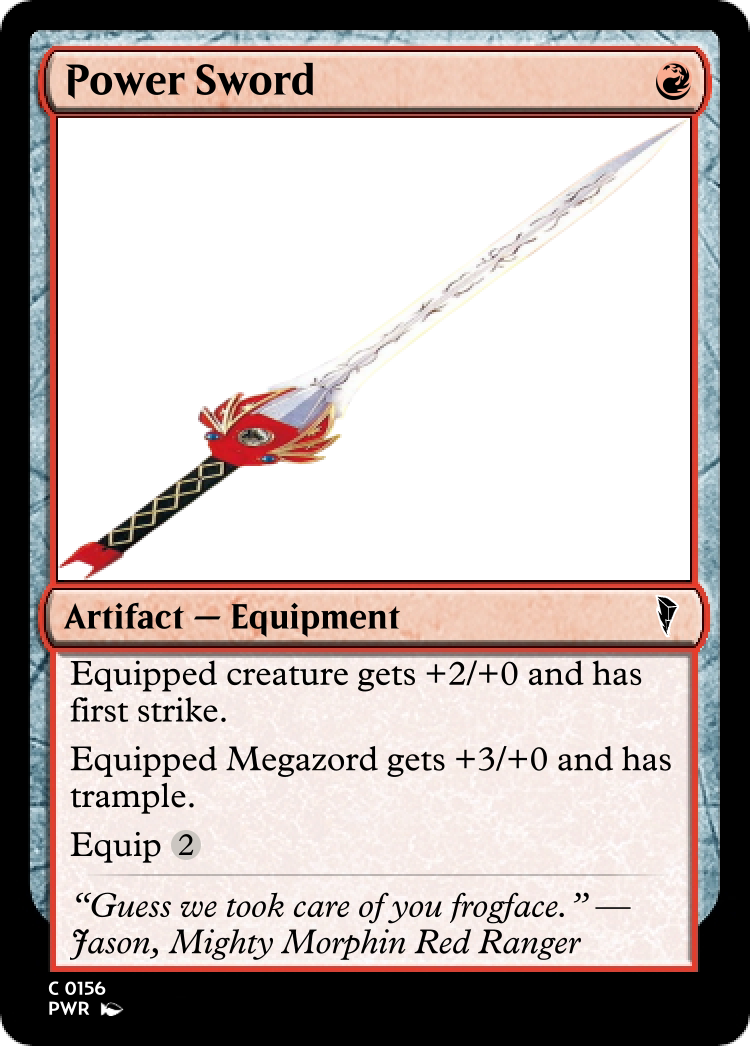 Power Sword
Artifact — Equipment
Equipped creature gets +2/+0 and has
first strike.
Equipped Megazord gets +3/+0 and has
trample.
Equip 2
“Guess we took care of you frogface.” —
Jason, Mighty Morphin Red Ranger
C 0156
PWR